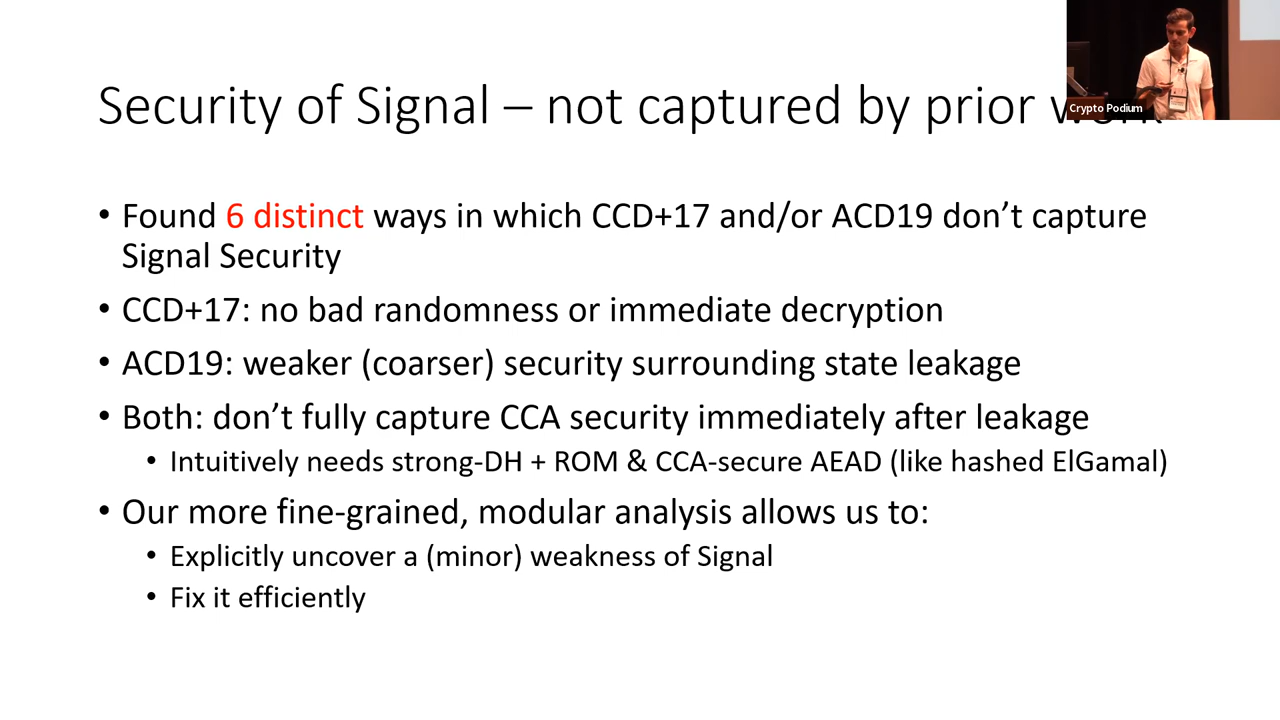 Security of Signal – not captured by prior work
Crypto Podium
• Found 6 distinct ways in which CCD+17 and/or ACD19 don't capture
Signal Security
• CCD+17: no bad randomness or immediate decryption
• ACD19: weaker (coarser) security surrounding state leakage
• Both: don't fully capture CCA security immediately after leakage
• Intuitively needs strong-DH + ROM & CCA-secure AEAD (like hashed ElGamal)
• Our more fine-grained, modular analysis allows us to:
• Explicitly uncover a (minor) weakness of Signal
• Fix it efficiently